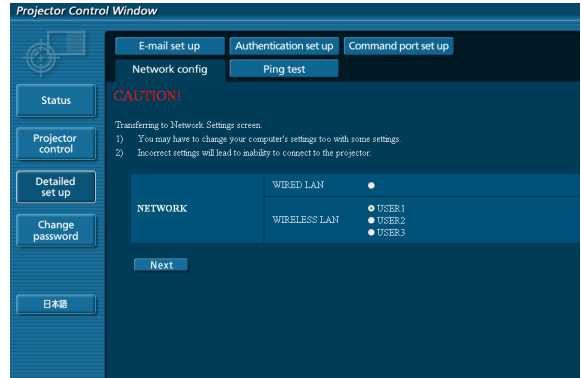 Projector Control Window
E-mail set up
Authentication set up
Command port set up
Network config
Ping test
Status
Projector
control
Detailed
set up
Change
password
日本語
CAUTION!
Transferring to Network Settings screen.
1) You may have to change your computer's settings too with some settings.
2) Incorrect settings will lead to inability to connect to the projector.
NETWORK
WIRED LAN
WIRELESS LAN
USER1
USER2
USER3
Next